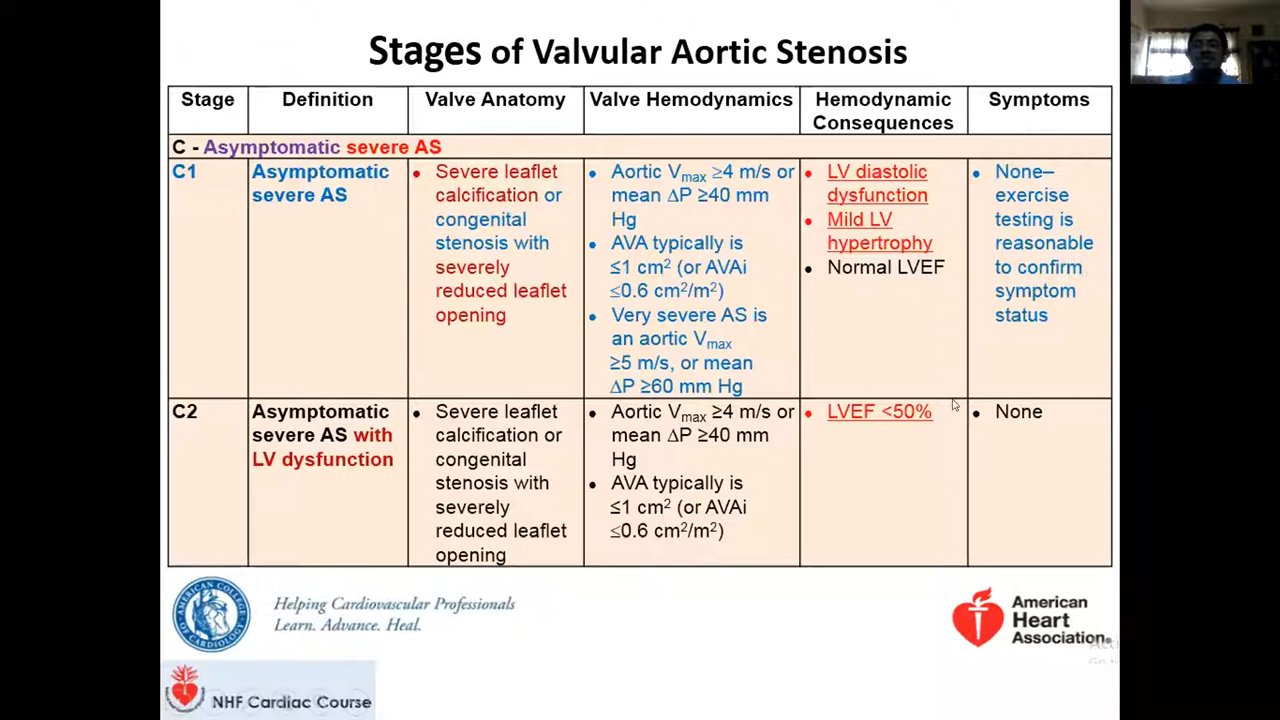 Stages of Valvular Aortic Stenosis
Stage
Definition
Valve Anatomy
Valve Hemodynamics
Hemodynamic
Consequences
Symptoms
C - Asymptomatic severe AS
C1
Asymptomatic
severe AS
• Severe leaflet
calcification or
congenital
stenosis with
severely
reduced leaflet
opening
• Aortic Vmax ≥4 m/s or
mean ∆P ≥40 mm
Hg
• AVA typically is
≤1 cm² (or AVAi
≤0.6 cm²/m²)
• Very severe AS is
an aortic Vmax
≥5 m/s, or mean
∆P ≥60 mm Hg
• LV diastolic
dysfunction
• Mild LV
hypertrophy
• Normal LVEF
• None–
exercise
testing is
reasonable
to confirm
symptom
status
C2
Asymptomatic
severe AS with
LV dysfunction
• Severe leaflet
calcification or
congenital
stenosis with
severely
reduced leaflet
opening
• Aortic Vmax ≥4 m/s or
mean ∆P ≥40 mm
Hg
• AVA typically is
≤1 cm² (or AVAi
≤0.6 cm²/m²)
• LVEF <50%
• None
AMERICAN COLLEGE OF CARDIOLOGY
Helping Cardiovascular Professionals
Learn. Advance. Heal.
American
Heart
Association®
NHF Cardiac Course